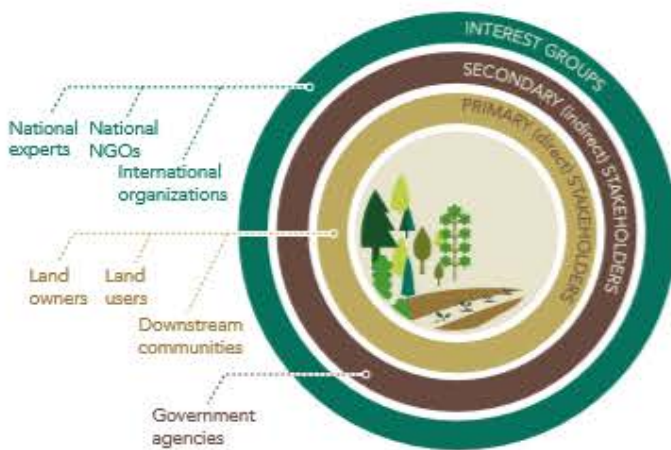 INTEREST GROUPS
SECONDARY (indirect) STAKEHOLDERS
PRIMARY (direct) STAKEHOLDERS
National
experts
National
NGOs
International
organizations
Land
owners
Land
users
Downstream
communities
Government
agencies